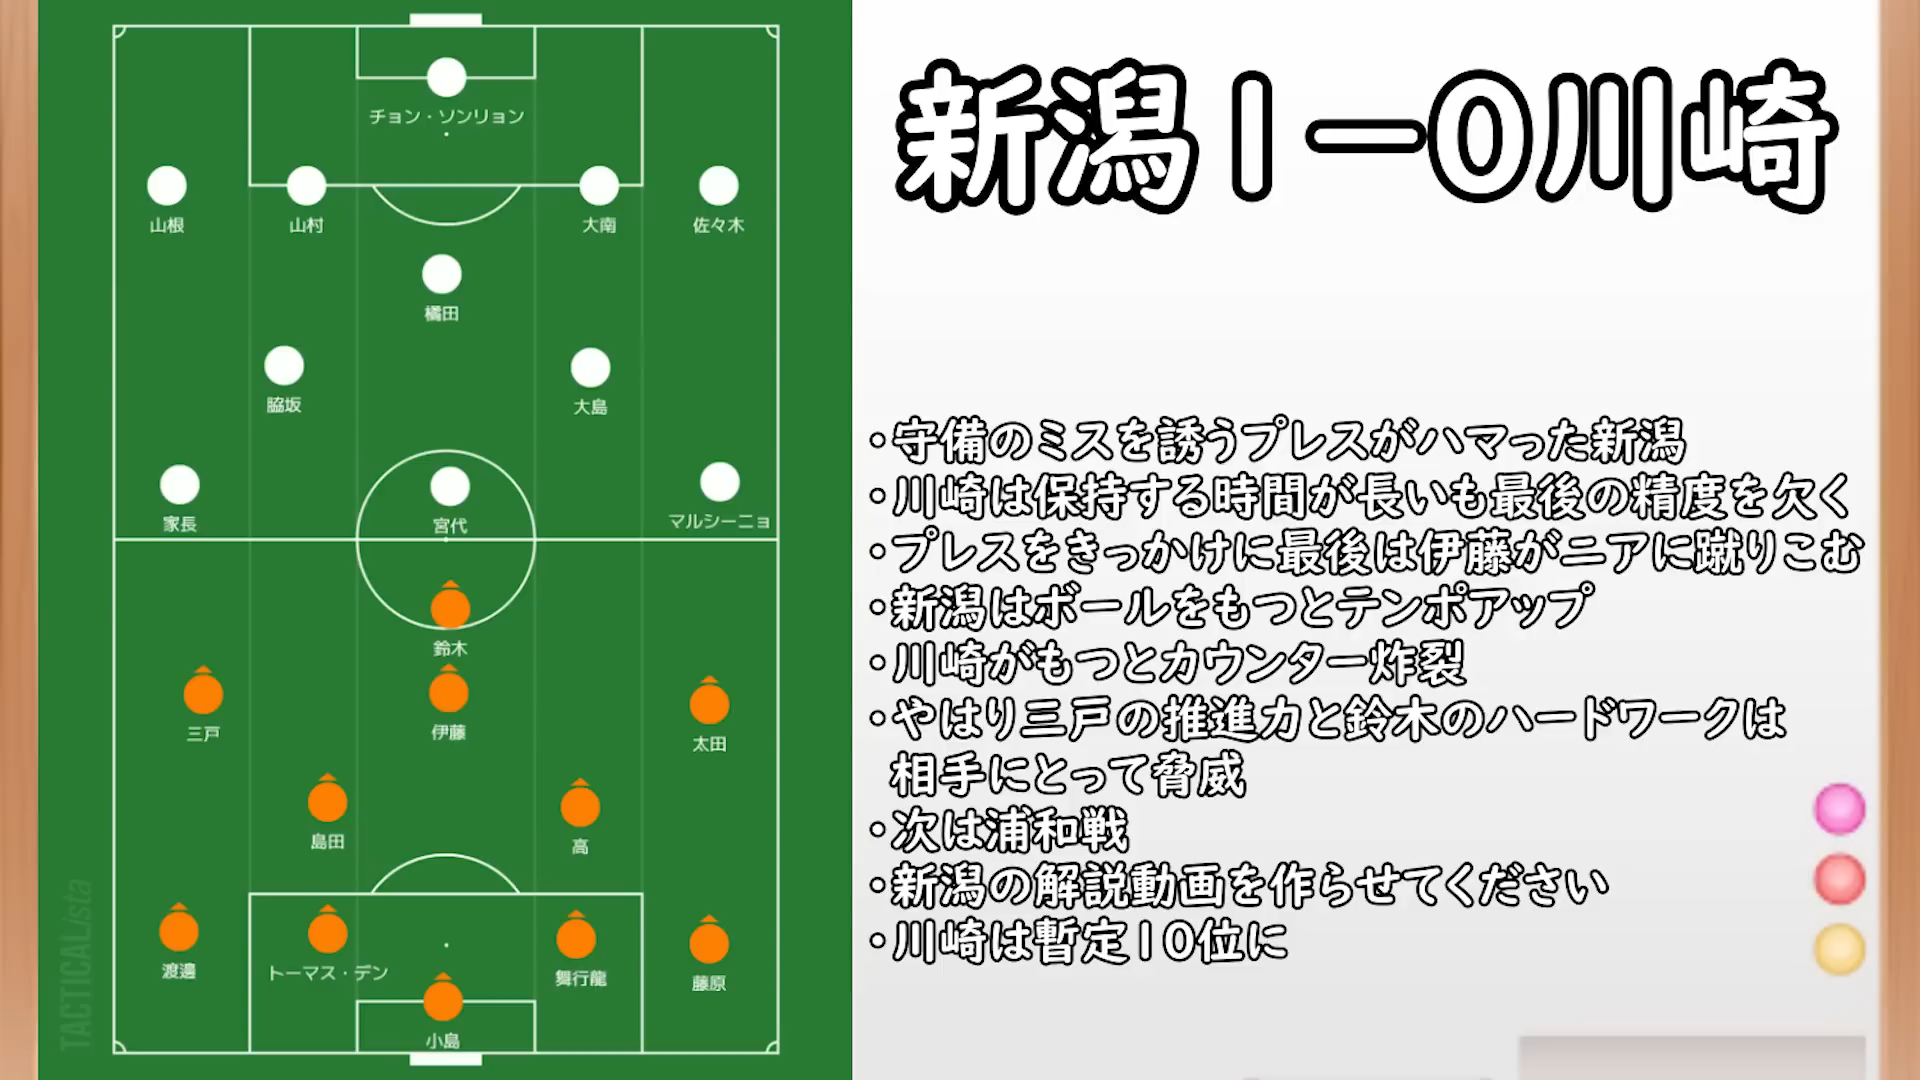 新潟1ー0川崎
チョン・ソンリョン
山根
山村
大南
佐々木
橘田
脇坂
大島
家長
宮代
マルシーニョ
鈴木
三戸
伊藤
太田
島田
高
渡邊
トーマス・デン
舞行龍
藤原
小島
TACTICALista
・守備のミスを誘うプレスがハマった新潟
・川崎は保持する時間が長いも最後の精度を欠く
・プレスをきっかけに最後は伊藤がニアに蹴りこむ
・新潟はボールをもつとテンポアップ
・川崎がもつとカウンター炸裂
・やはり三戸の推進力と鈴木のハードワークは
相手にとって脅威
・次は浦和戦
・新潟の解説動画を作らせてください
・川崎は暫定10位に